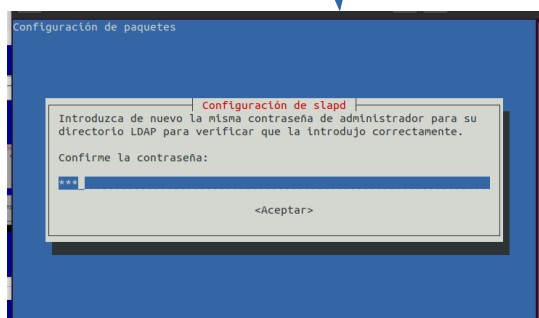 Configuración de paquetes
Configuración de slapd
Introduzca de nuevo la misma contraseña de administrador para su
directorio LDAP para verificar que la introdujo correctamente.
Confirme la contraseña:
***_
<Aceptar>